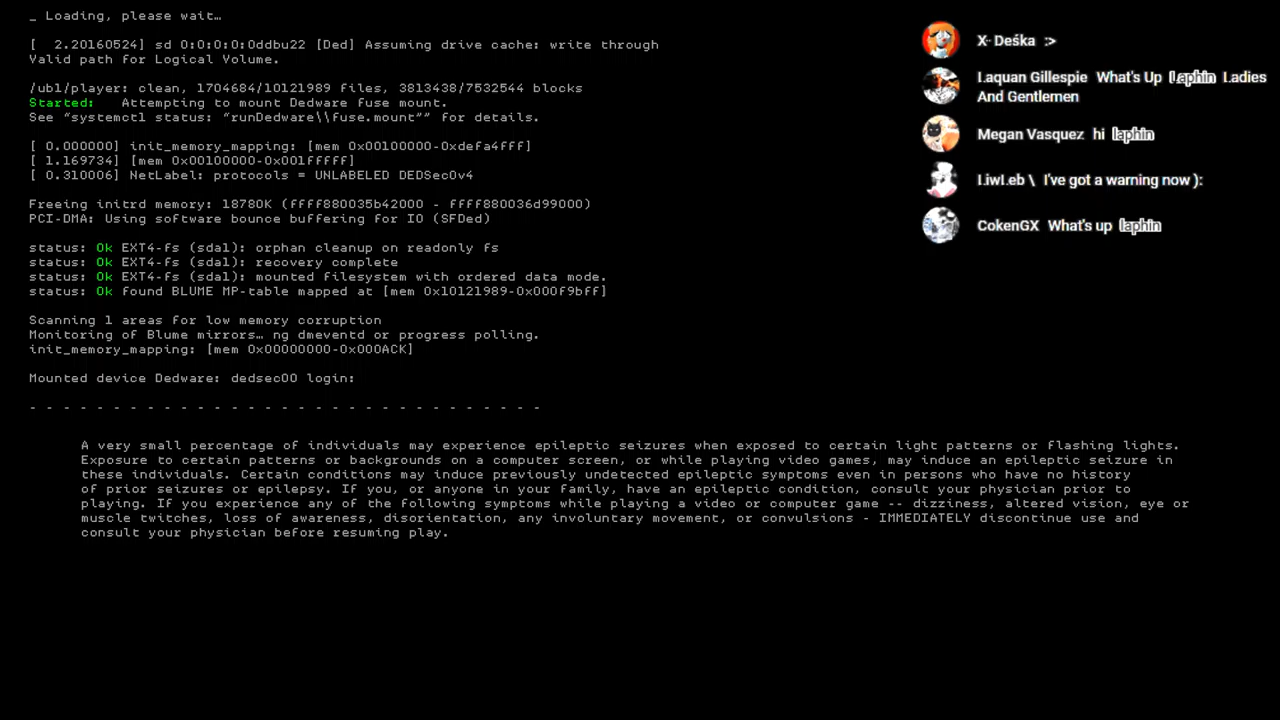 _ Loading, please wait…
[  2.20160524] sd 0:0:0:0:0ddbu22 [Ded] Assuming drive cache: write through
Valid path for Logical Volume.
/ubl/player: clean, 1704684/10121989 files, 3813438/7532544 blocks
Started:   Attempting to mount Dedware fuse mount.
See “systemctl status: “runDedware\\fuse.mount”” for details.
[ 0.000000] init_memory_mapping: [mem 0x00100000-0xdefa4fff]
[ 1.169734] [mem 0x00100000-0x001fffff]
[ 0.310006] NetLabel: protocols = UNLABELED DEDSec0v4
Freeing initrd memory: 18780K (ffff880035b42000 - ffff880036d99000)
PCI-DMA: Using software bounce buffering for IO (SFDed)
status: Ok EXT4-fs (sda1): orphan cleanup on readonly fs
status: Ok EXT4-fs (sda1): recovery complete
status: Ok EXT4-fs (sda1): mounted filesystem with ordered data mode.
status: Ok found BLUME MP-table mapped at [mem 0x10121989-0x000f9bff]
Scanning 1 areas for low memory corruption
Monitoring of Blume mirrors… ng dmeventd or progress polling.
init_memory_mapping: [mem 0x00000000-0x000ACK]
Mounted device Dedware: dedsec00 login:
- - - - - - - - - - - - - - - - - - - - - - - - - - - - - - -
A very small percentage of individuals may experience epileptic seizures when exposed to certain light patterns or flashing lights.
Exposure to certain patterns or backgrounds on a computer screen, or while playing video games, may induce an epileptic seizure in
these individuals. Certain conditions may induce previously undetected epileptic symptoms even in persons who have no history
of prior seizures or epilepsy. If you, or anyone in your family, have an epileptic condition, consult your physician prior to
playing. If you experience any of the following symptoms while playing a video or computer game -- dizziness, altered vision, eye or
muscle twitches, loss of awareness, disorientation, any involuntary movement, or convulsions - IMMEDIATELY discontinue use and
consult your physician before resuming play.
X· Deśka :>
l.aquan Gillespie What's Up Laphin Ladies
And Gentlemen
Megan Vasquez hi laphin
l.iwl.eb \ I've got a warning now ):
CokenGX What's up laphin